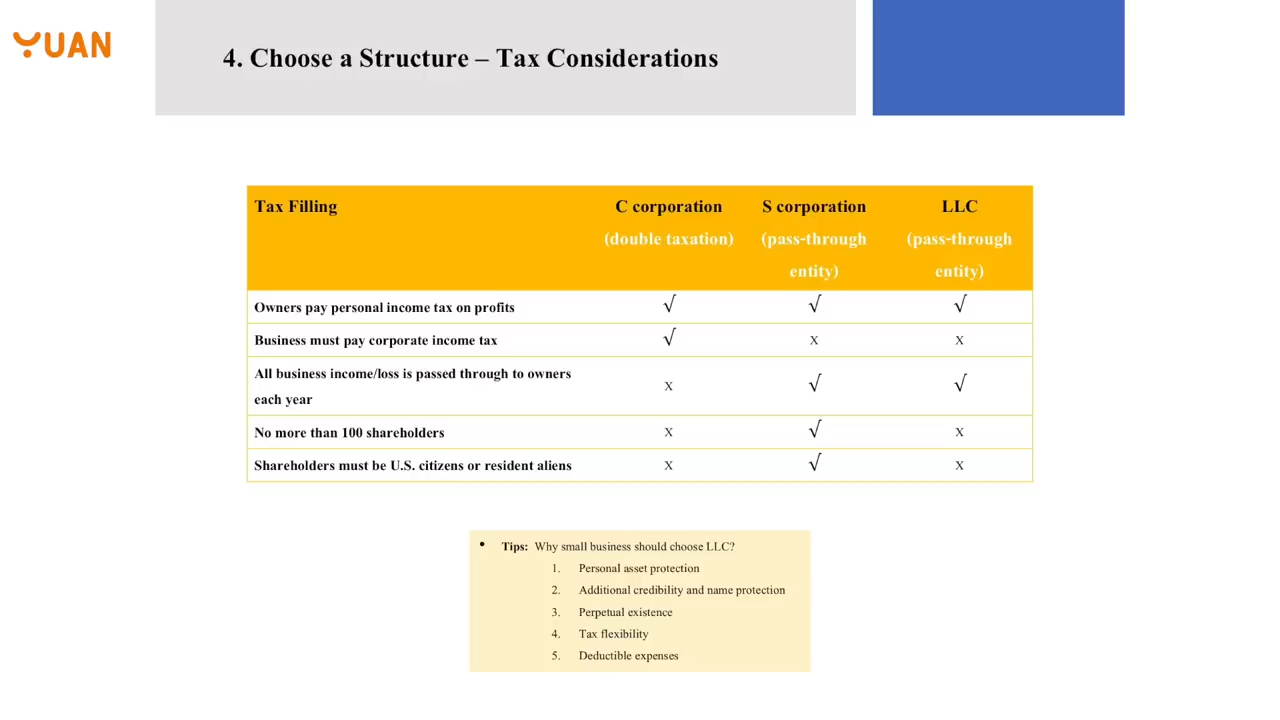 YUAN
4. Choose a Structure – Tax Considerations
Tax Filling C corporation S corporation LLC
(double taxation) (pass-through (pass-through
entity) entity)
Owners pay personal income tax on profits √ √ √
Business must pay corporate income tax √ X X
All business income/loss is passed through to owners
each year X √ √
No more than 100 shareholders X √ X
Shareholders must be U.S. citizens or resident aliens X √ X
• Tips: Why small business should choose LLC?
1. Personal asset protection
2. Additional credibility and name protection
3. Perpetual existence
4. Tax flexibility
5. Deductible expenses